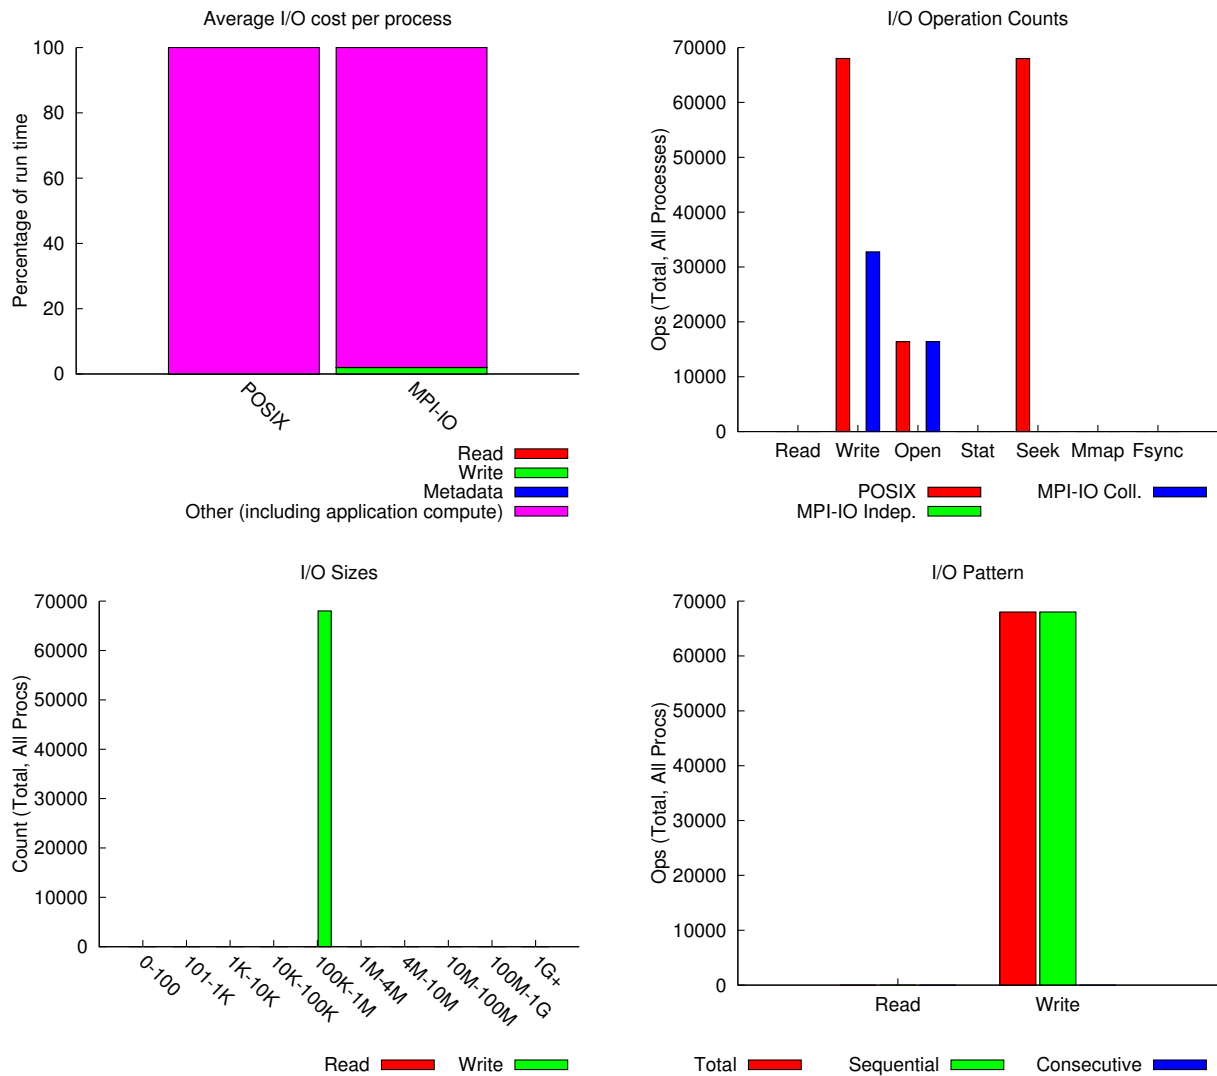 Average I/O cost per process
Percentage of run time
100
80
60
40
20
0
POSIX
MPI-IO
Read
Write
Metadata
Other (including application compute)
I/O Operation Counts
Ops (Total, All Processes)
70000
60000
50000
40000
30000
20000
10000
0
Read Write Open Stat Seek Mmap Fsync
POSIX
MPI-IO Indep.
MPI-IO Coll.
I/O Sizes
Count (Total, All Procs)
70000
60000
50000
40000
30000
20000
10000
0
0-100
101-1K
1K-10K
10K-100K
100K-1M
1M-4M
4M-10M
10M-100M
100M-1G
1G+
Read Write
I/O Pattern
Ops (Total, All Procs)
70000
60000
50000
40000
30000
20000
10000
0
Read Write
Total Sequential Consecutive